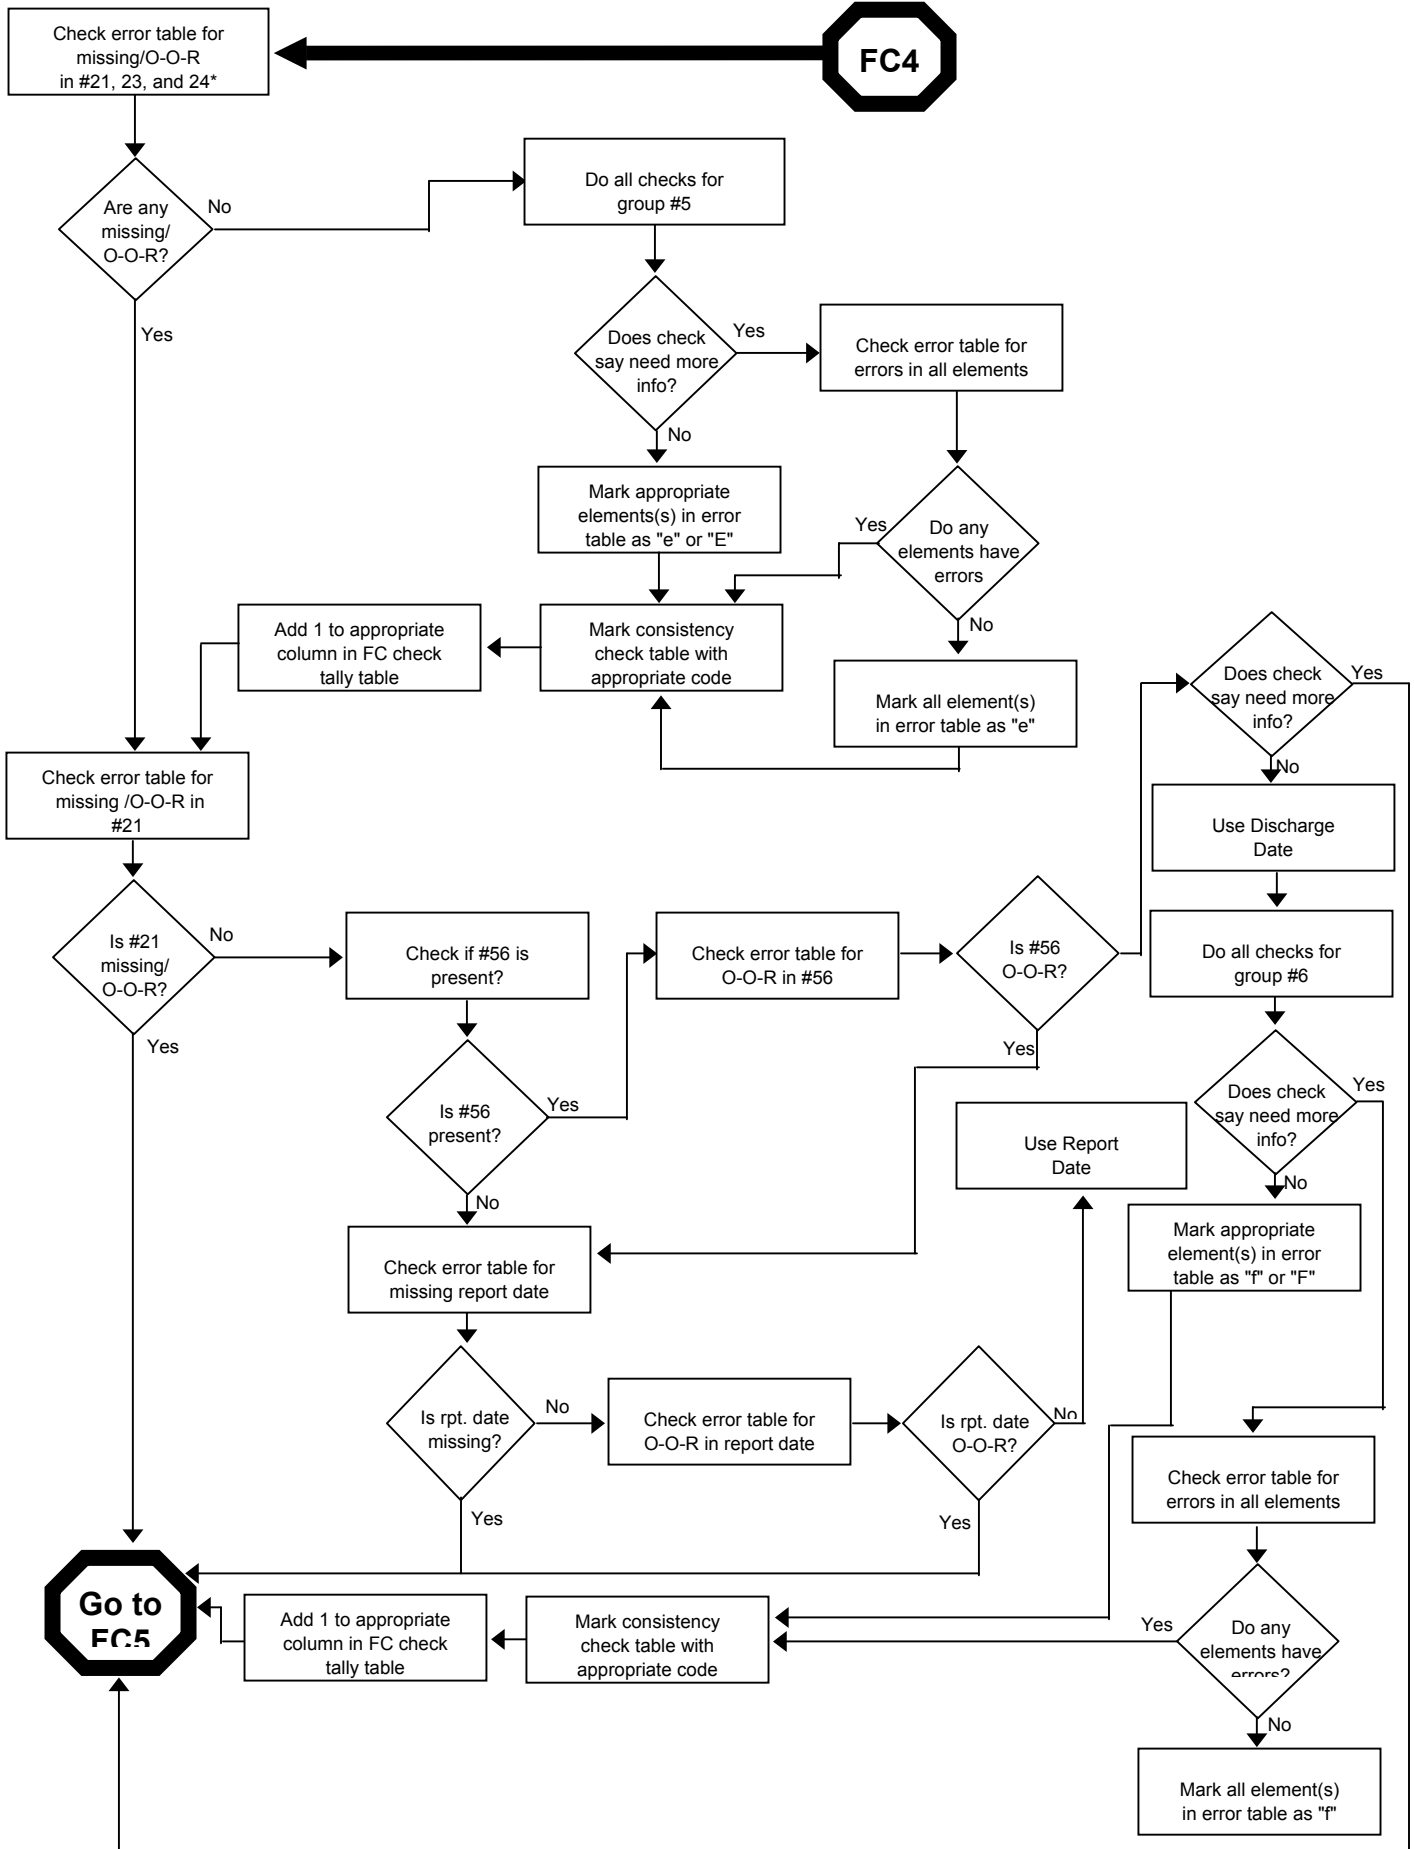 Check error table for
missing/O-O-R
in #21, 23, and 24*
FC4
Are any
missing/
O-O-R?
No
Yes
Do all checks for
group #5
Does check
say need more
info?
Yes
No
Check error table for
errors in all elements
Mark appropriate
elements(s) in error
table as "e" or "E"
Do any
elements have
errors
Yes
No
Add 1 to appropriate
column in FC check
tally table
Mark consistency
check table with
appropriate code
Mark all element(s)
in error table as "e"
Does check
say need more
info?
Yes
No
Check error table for
missing /O-O-R in
#21
Use Discharge
Date
Is #21
missing/
O-O-R?
No
Yes
Check if #56 is
present?
Check error table for
O-O-R in #56
Is #56
O-O-R?
Yes
Do all checks for
group #6
Is #56
present?
Yes
No
Use Report
Date
Does check
say need more
info?
Yes
No
Check error table for
missing report date
Mark appropriate
element(s) in error
table as "f" or "F"
Is rpt. date
missing?
No
Yes
Check error table for
O-O-R in report date
Is rpt. date
O-O-R?
No
Yes
Check error table for
errors in all elements
Go to
FC5
Add 1 to appropriate
column in FC check
tally table
Mark consistency
check table with
appropriate code
Yes
Do any
elements have
errors?
No
Mark all element(s)
in error table as "f"